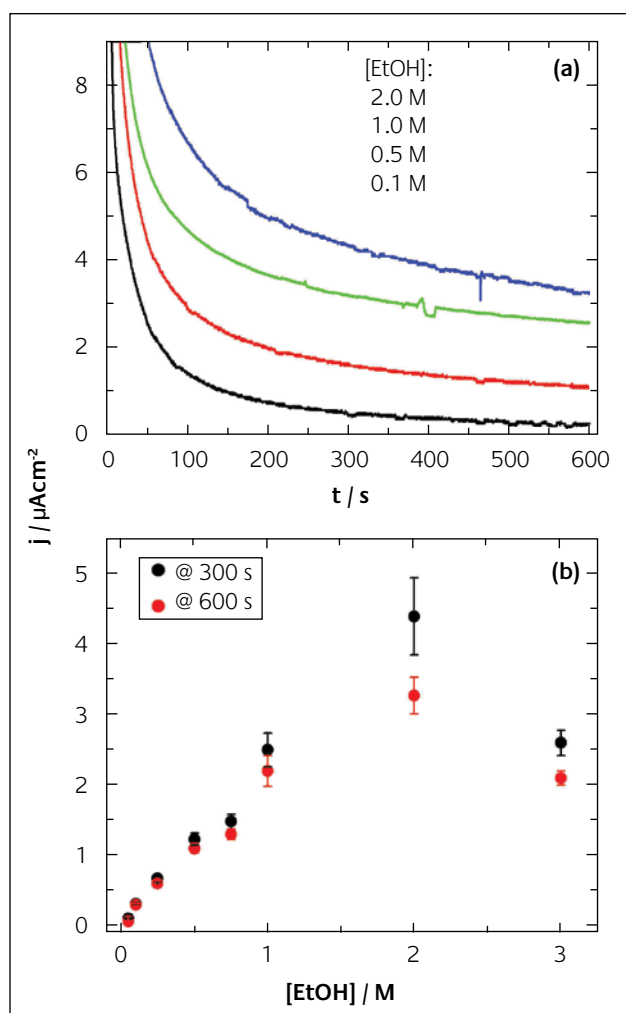 (a)
[EtOH]:
2.0 M
1.0 M
0.5 M
0.1 M
8
6
4
2
0
0 100 200 300 400 500 600
t / s
j / µAcm⁻²
(b)
@ 300 s
@ 600 s
5
4
3
2
1
0
0 1 2 3
[EtOH] / M